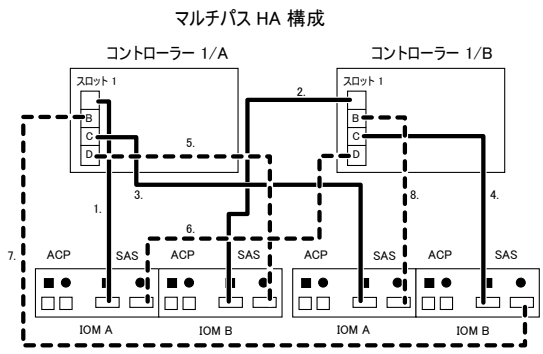 マルチパス HA 構成
コントローラー 1/A
コントローラー 1/B
スロット 1
スロット 1
2.
B
B
C
C
D
D
5.
1.
3.
8.
4.
6.
7.
ACP
SAS
ACP
SAS
ACP
SAS
ACP
SAS
IOM A
IOM B
IOM A
IOM B